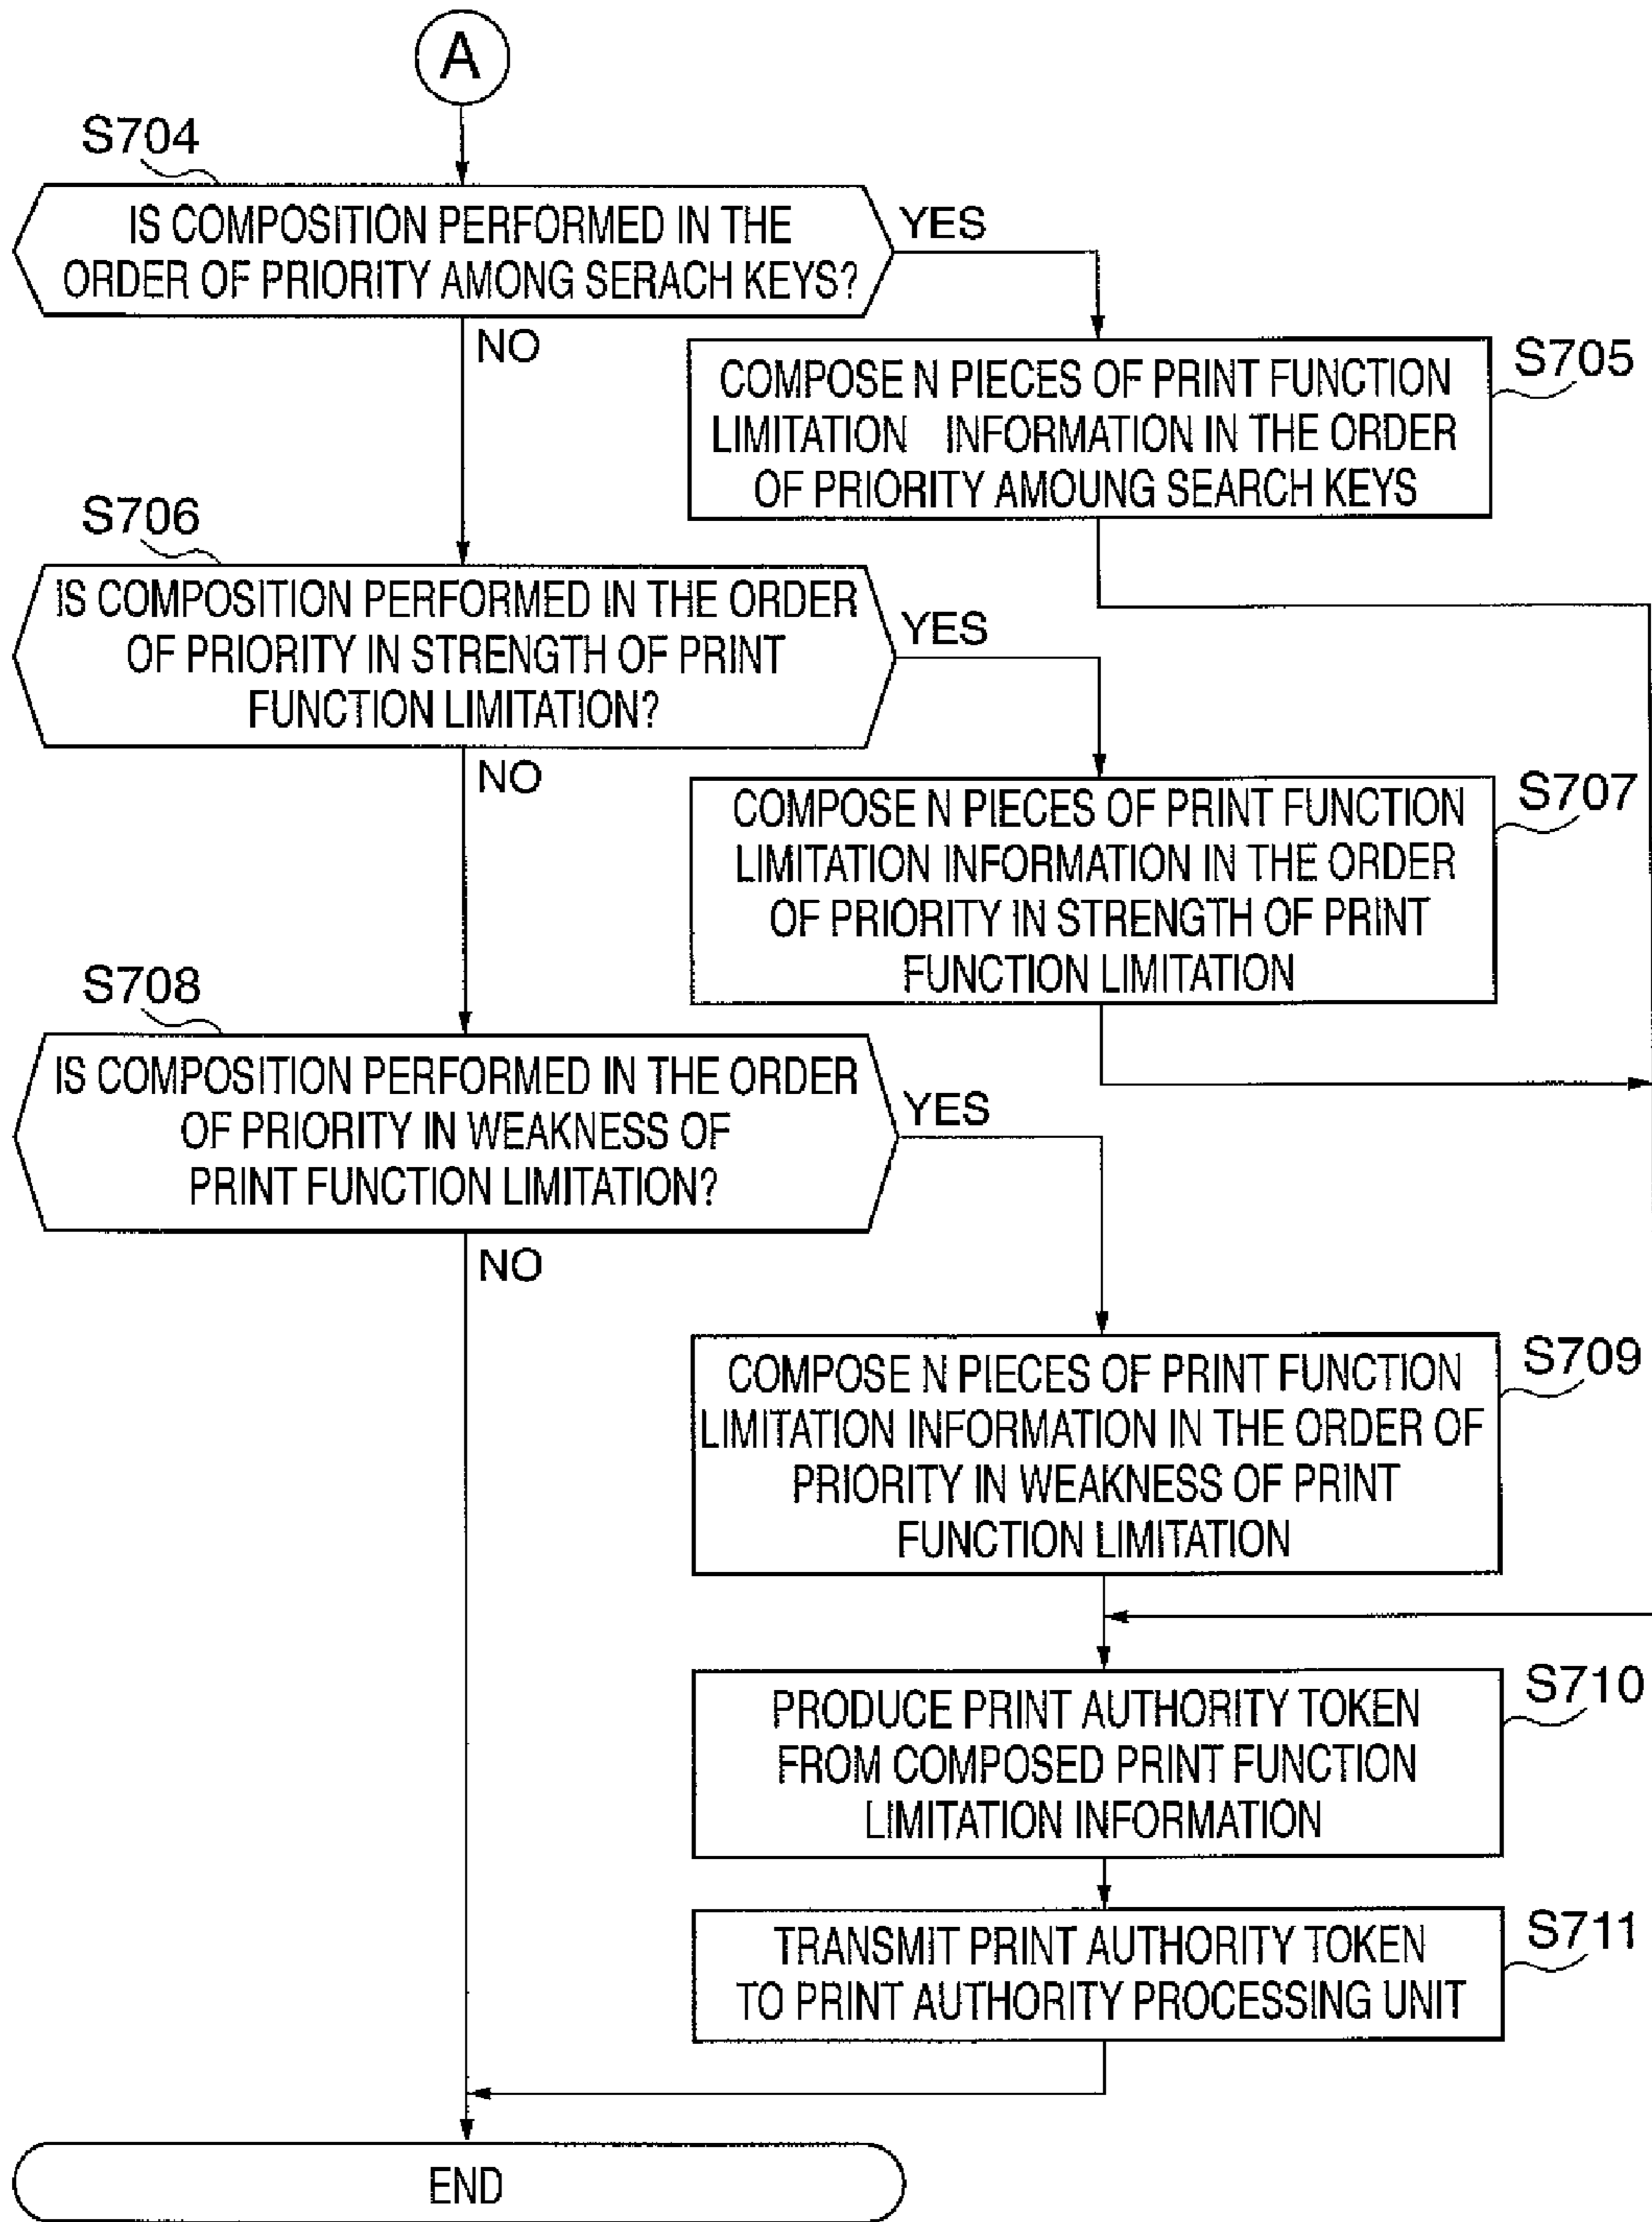 A
S704
IS COMPOSITION PERFORMED IN THE
ORDER OF PRIORITY AMONG SERACH KEYS?
YES
NO
S705
COMPOSE N PIECES OF PRINT FUNCTION
LIMITATION INFORMATION IN THE ORDER
OF PRIORITY AMOUNG SEARCH KEYS
S706
IS COMPOSITION PERFORMED IN THE ORDER
OF PRIORITY IN STRENGTH OF PRINT
FUNCTION LIMITATION?
YES
NO
S707
COMPOSE N PIECES OF PRINT FUNCTION
LIMITATION INFORMATION IN THE ORDER
OF PRIORITY IN STRENGTH OF PRINT
FUNCTION LIMITATION
S708
IS COMPOSITION PERFORMED IN THE ORDER
OF PRIORITY IN WEAKNESS OF
PRINT FUNCTION LIMITATION?
YES
NO
S709
COMPOSE N PIECES OF PRINT FUNCTION
LIMITATION INFORMATION IN THE ORDER OF
PRIORITY IN WEAKNESS OF PRINT
FUNCTION LIMITATION
S710
PRODUCE PRINT AUTHORITY TOKEN
FROM COMPOSED PRINT FUNCTION
LIMITATION INFORMATION
S711
TRANSMIT PRINT AUTHORITY TOKEN
TO PRINT AUTHORITY PROCESSING UNIT
END